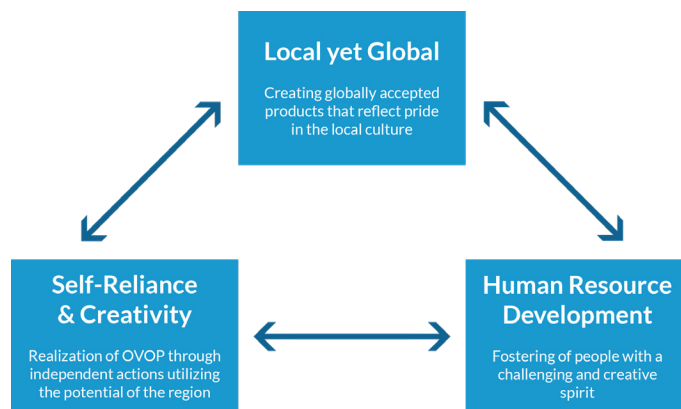 Local yet Global
Creating globally accepted
products that reflect pride
in the local culture
Self-Reliance
& Creativity
Realization of OVOP through
independent actions utilizing
the potential of the region
Human Resource
Development
Fostering of people with a
challenging and creative
spirit